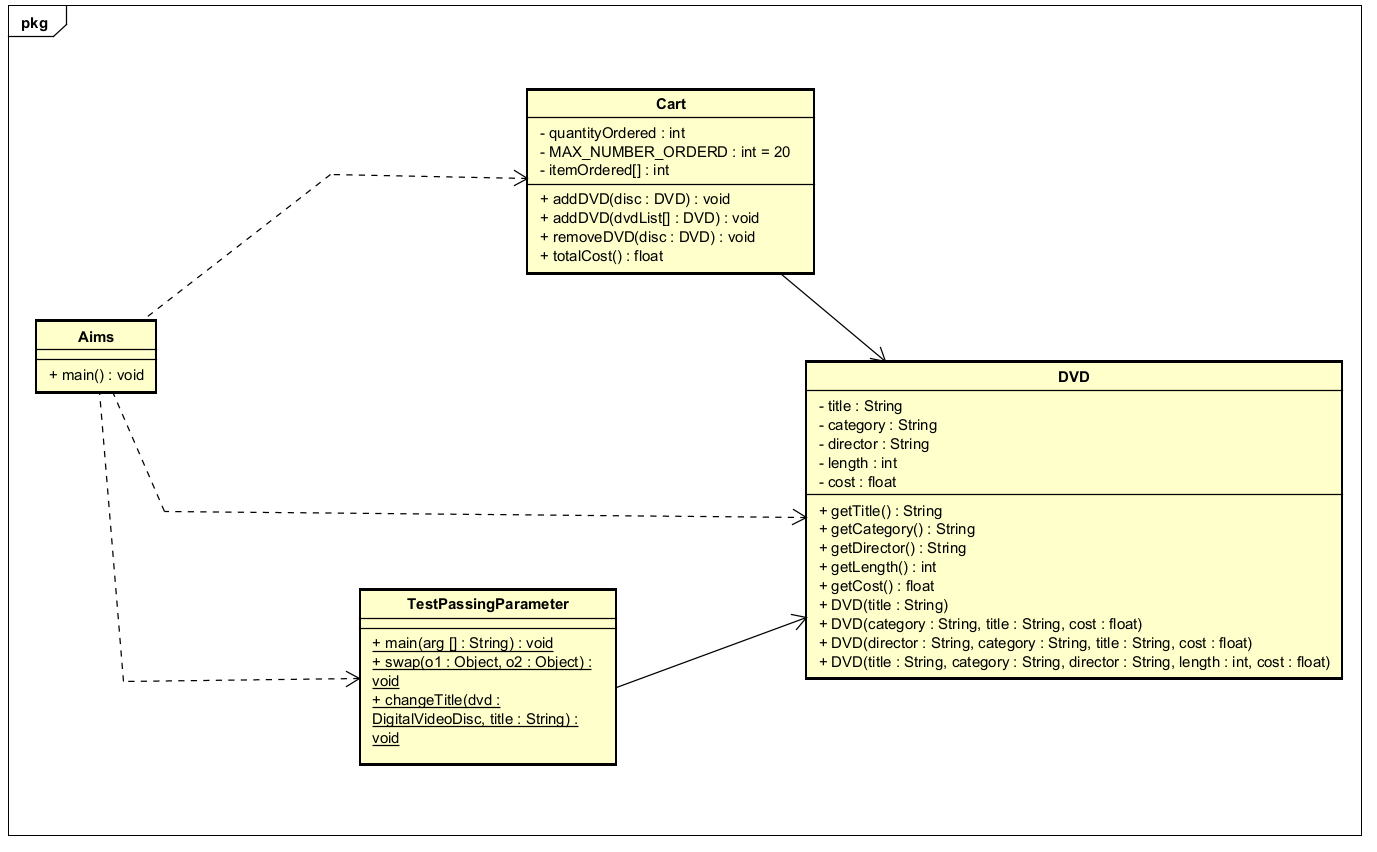 pkg
Cart
- quantityOrdered : int
- MAX_NUMBER_ORDERD : int = 20
- itemOrdered[] : int
+ addDVD(disc : DVD) : void
+ addDVD(dvdList[] : DVD) : void
+ removeDVD(disc : DVD) : void
+ totalCost() : float
Aims
+ main() : void
DVD
- title : String
- category : String
- director : String
- length : int
- cost : float
+ getTitle() : String
+ getCategory() : String
+ getDirector() : String
+ getLength() : int
+ getCost() : float
+ DVD(title : String)
+ DVD(category : String, title : String, cost : float)
+ DVD(director : String, category : String, title : String, cost : float)
+ DVD(title : String, category : String, director : String, length : int, cost : float)
TestPassingParameter
+ main(arg [] : String) : void
+ swap(o1 : Object, o2 : Object) :
void
+ changeTitle(dvd :
DigitalVideoDisc, title : String) :
void